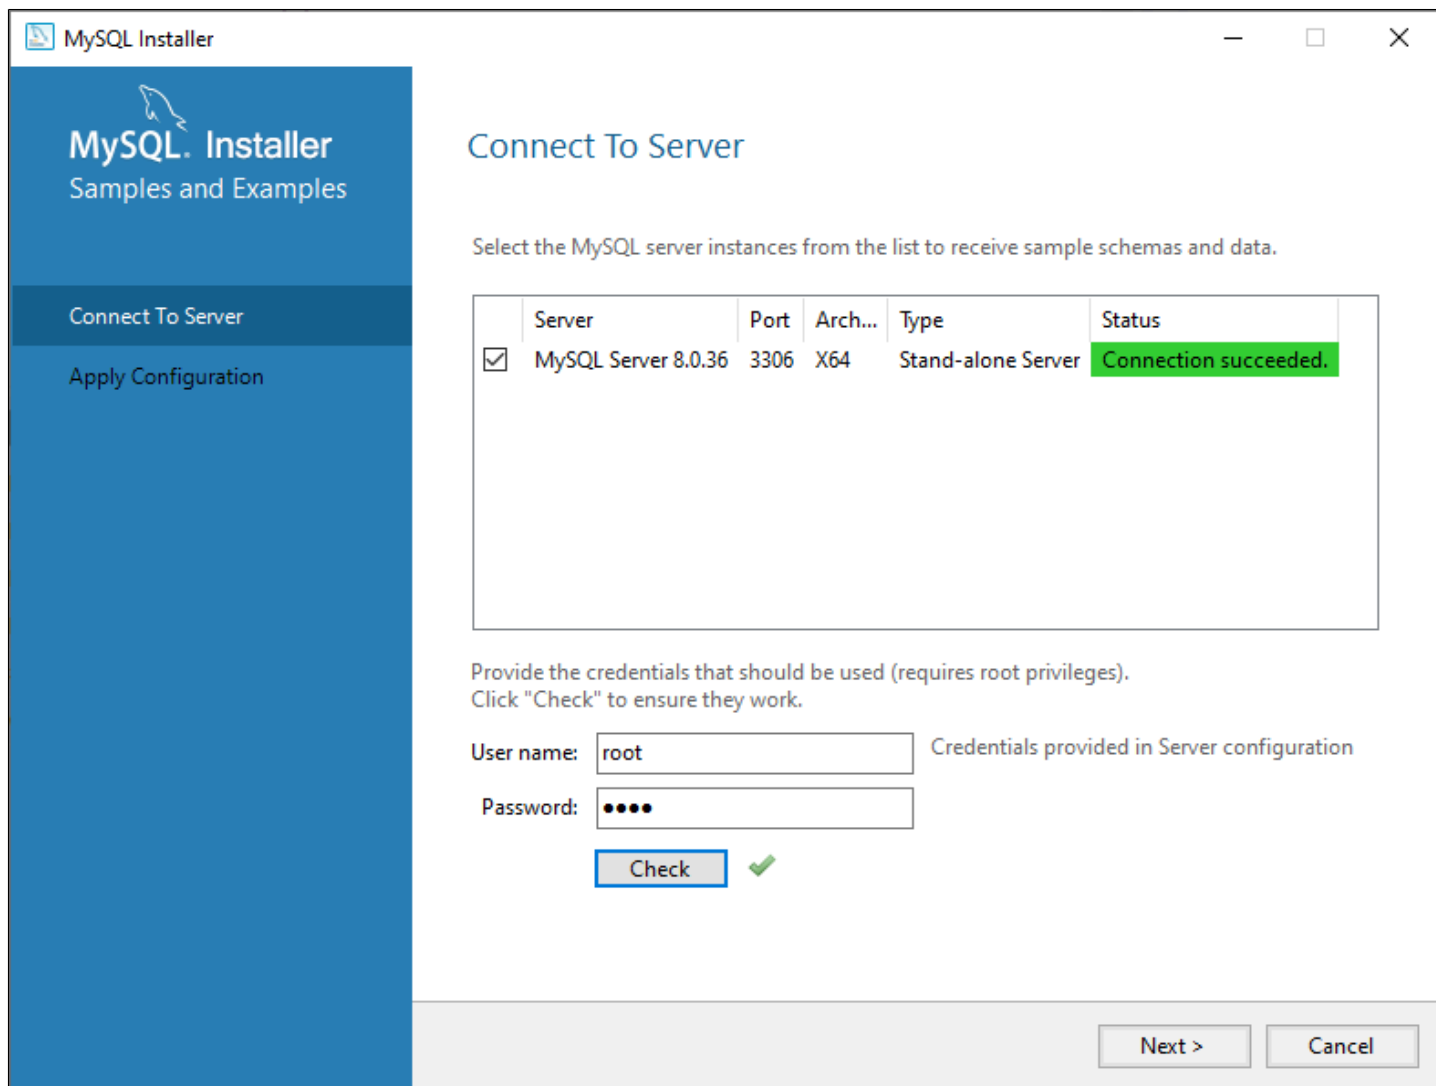 MySQL Installer
MySQL. Installer
Samples and Examples
Connect To Server
Apply Configuration
Connect To Server
Select the MySQL server instances from the list to receive sample schemas and data.
Server Port Arch... Type Status
MySQL Server 8.0.36 3306 X64 Stand-alone Server Connection succeeded.
Provide the credentials that should be used (requires root privileges).
Click "Check" to ensure they work.
User name: root Credentials provided in Server configuration
Password: ●●●●
Check
Next > Cancel